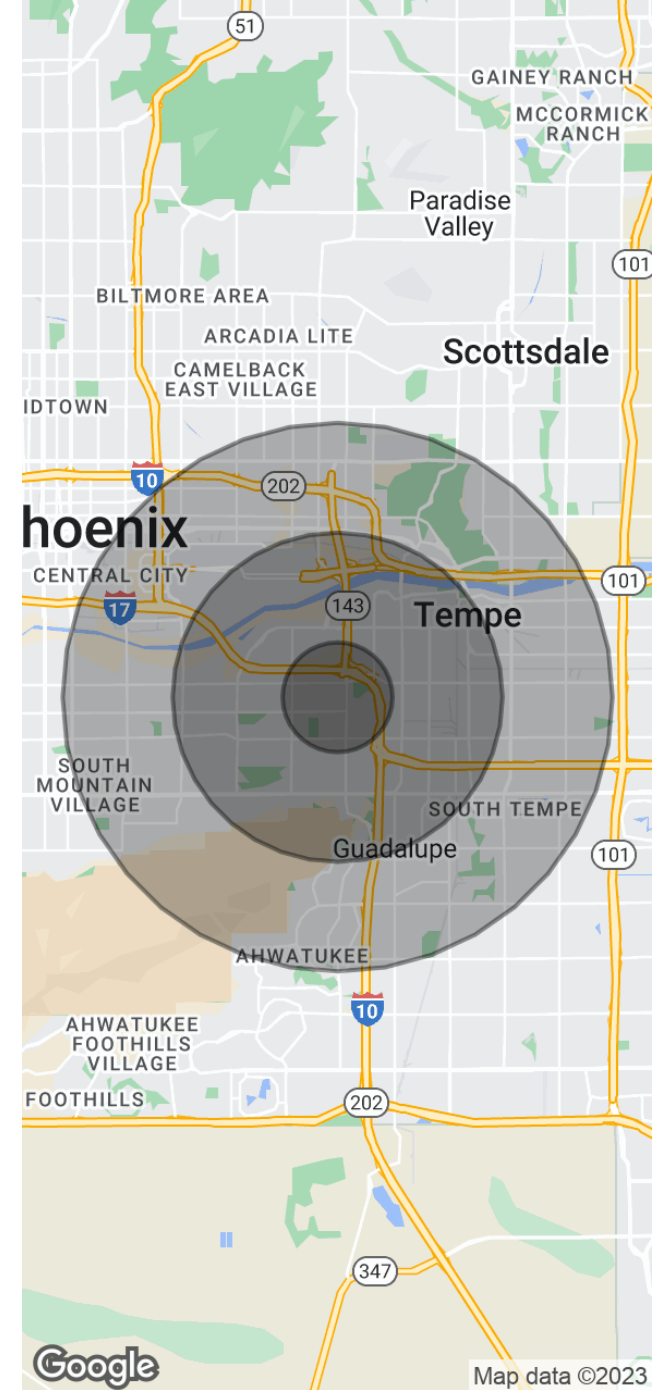 51
GAINEY RANCH
MCCORMICK
RANCH
Paradise
Valley
101
BILTMORE AREA
ARCADIA LITE
Scottsdale
CAMELBACK
EAST VILLAGE
IDTOWN
10
202
hoenix
CENTRAL CITY
101
17
143
Tempe
SOUTH
MOUNTAIN
VILLAGE
SOUTH TEMPE
Guadalupe
101
AHWATUKEE
10
AHWATUKEE
FOOTHILLS
VILLAGE
FOOTHILLS
202
347
Google
Map data ©2023